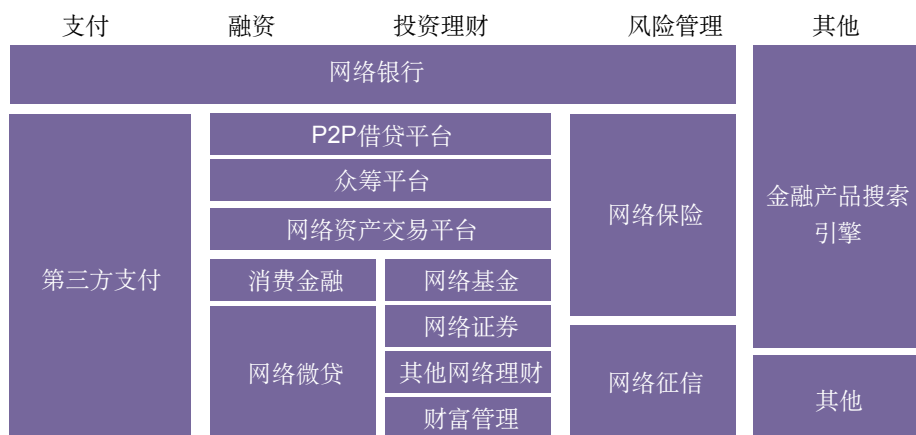 支付
融资
投资理财
风险管理
其他
网络银行
第三方支付
P2P借贷平台
众筹平台
网络资产交易平台
消费金融
网络微贷
网络基金
网络证券
其他网络理财
财富管理
网络保险
网络征信
金融产品搜索
引擎
其他